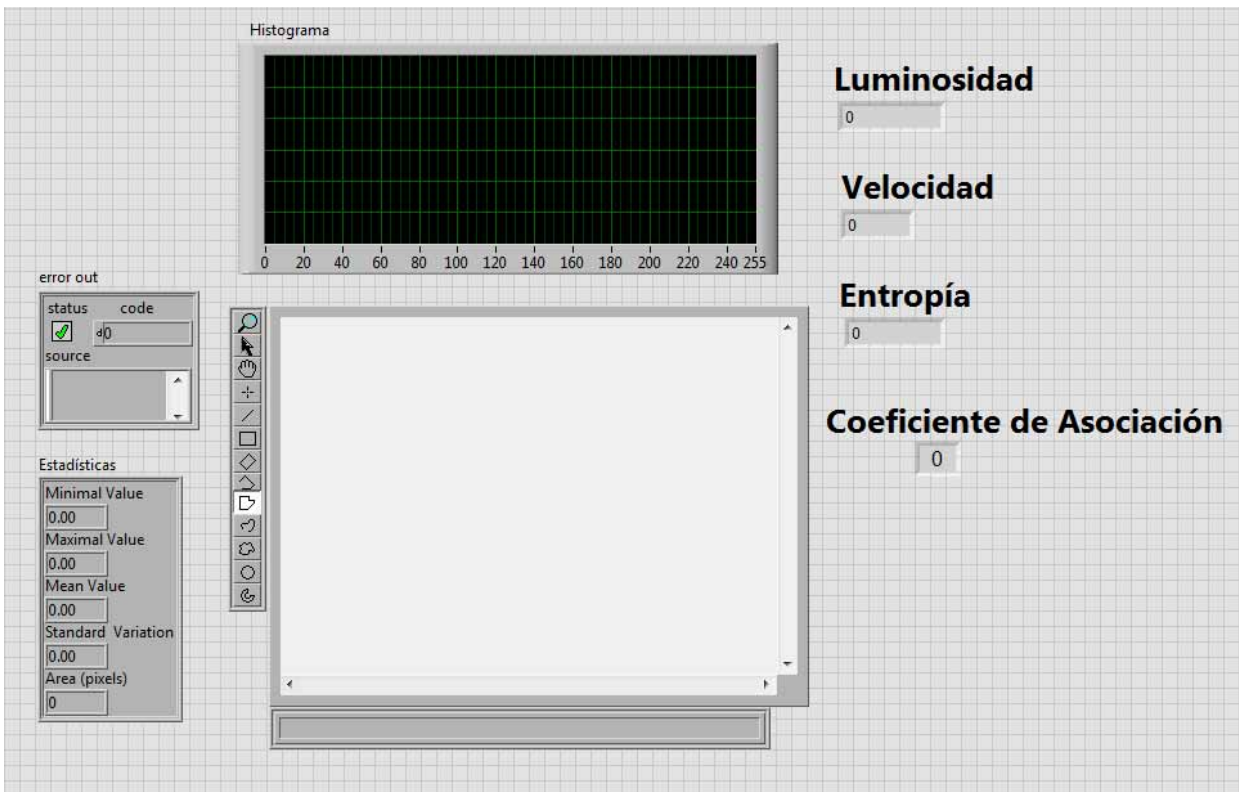 Histograma
0 20 40 60 80 100 120 140 160 180 200 220 240 255
Luminosidad
0
Velocidad
0
Entropía
0
Coeficiente de Asociación
0
error out
status code
d0
source
Estadísticas
Minimal Value
0.00
Maximal Value
0.00
Mean Value
0.00
Standard Variation
0.00
Area (pixels)
0